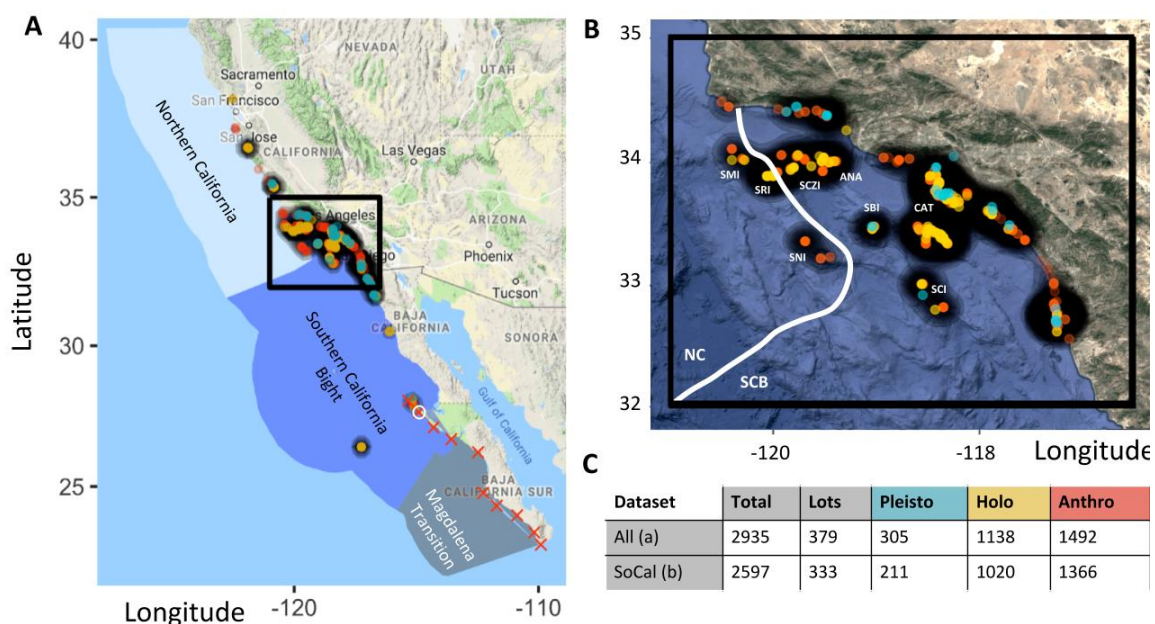 A
40
35
30
25
Latitude
Longitude
-120
-110
NEVADA
UTAH
Sacramento
San Francisco
San Jose
CALIFORNIA
Las Vegas
Los Angeles
ARIZONA
Phoenix
Tucson
BAJA
CALIFORNIA
SONORA
Gulf of California
BAJA
CALIFORNIA SUR
Northern California
Southern California
Bight
Magdalena
Transition
B
35
34
33
32
SMI
SRI
SCZI
ANA
SBI
CAT
SNI
SCI
NC
SCB
-120
-118
Longitude
C
Dataset Total Lots Pleisto Holo Anthro
All (a) 2935 379 305 1138 1492
SoCal (b) 2597 333 211 1020 1366